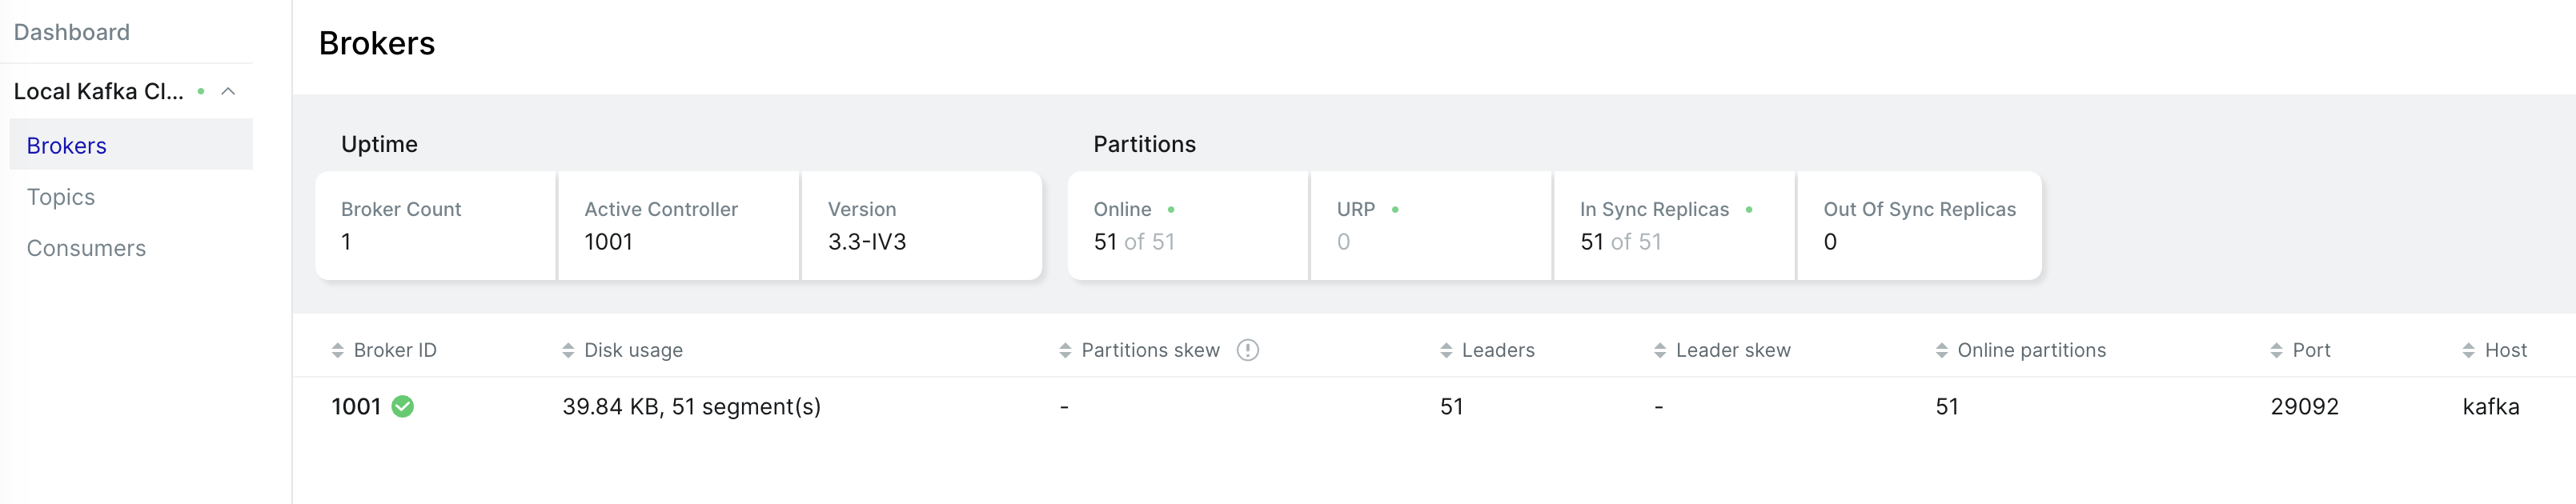 Dashboard
Local Kafka Cl...
Brokers
Topics
Consumers
Brokers
Uptime
Broker Count
1
Active Controller
1001
Version
3.3-IV3
Partitions
Online
51 of 51
URP
0
In Sync Replicas
51 of 51
Out Of Sync Replicas
0
Broker ID Disk usage Partitions skew Leaders Leader skew Online partitions Port Host
1001 39.84 KB, 51 segment(s) - 51 - 51 29092 kafka